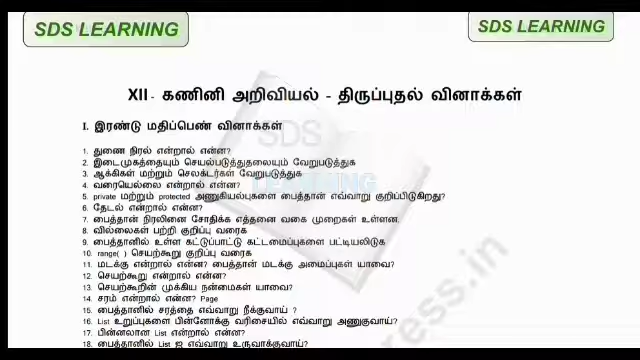 SDS LEARNING
SDS LEARNING
XII - கணினி அறிவியல் - திருப்புதல் வினாக்கள்
I. இரண்டு மதிப்பெண் வினாக்கள்
1. துணை நிரல் என்றால் என்ன?
2. இடைமுகத்தையும் செயல்படுத்துதலையும் வேறுபடுத்துக
3. ஆக்கிகள் மற்றும் செலக்டர்கள் வேறுபடுத்துக
4. வரையெல்லை என்றால் என்ன?
5. private மற்றும் protected அணுகியல்புகளை பைத்தான் எவ்வாறு குறிப்பிடுகிறது?
6. தேடல் என்றால் என்ன?
7. பைத்தான் நிரலினை சோதிக்க எத்தனை வகை முறைகள் உள்ளன.
8. வில்லைகள் பற்றி குறிப்பு வரைக
9. பைத்தானில் உள்ள கட்டுப்பாட்டு கட்டமைப்புகளை பட்டியலிடுக
10. range( ) செயற்கூறு குறிப்பு வரைக
11. மடக்கு என்றால் என்ன? பைத்தான் மடக்கு அமைப்புகள் யாவை?
12. செயற்கூறு என்றால் என்ன?
13. செயற்கூறின் முக்கிய நன்மைகள் யாவை?
14. சரம் என்றால் என்ன? Page
15. பைத்தானில் சரத்தை எவ்வாறு நீக்குவாய் ?
16. List உறுப்புகளை பின்னோக்கு வரிசையில் எவ்வாறு அணுகுவாய்?
17. பின்னலான List என்றால் என்ன?
18. பைத்தானில் List ஐ எவ்வாறு உருவாக்குவாய்?
SDS
LEARNING
ress.in